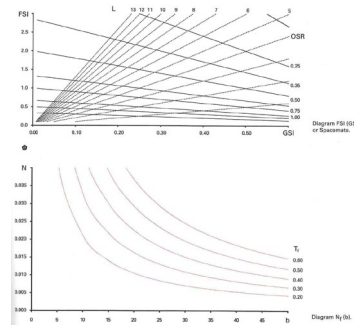 FSI L 13 12 11 10 9 8 7 6 5
OSR
2.5
2.0
1.5
1.0
0.5
0.0
0.35
0.50
0.75
1.00
0.00 0.10 0.20 0.30 0.40 0.50 GSI
Diagram FSI (GSI
or Spacemate.
N
0.035
0.030
0.025
0.020
0.015
0.010
0.005
0.000
Tf
0.60
0.50
0.40
0.30
0.20
0 5 10 15 20 25 30 35 40 45 b
Diagram Nf (b).